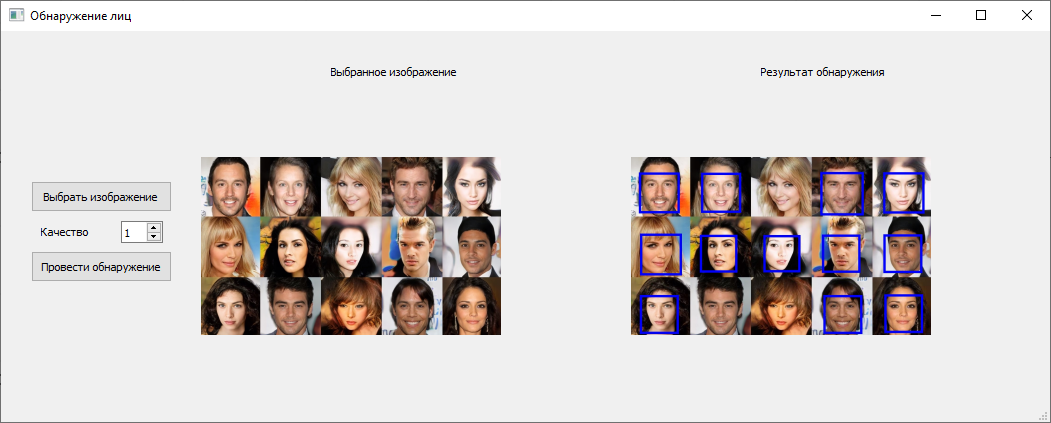 Обнаружение лиц
Выбранное изображение
Результат обнаружения
Выбрать изображение
Качество
1
Провести обнаружение